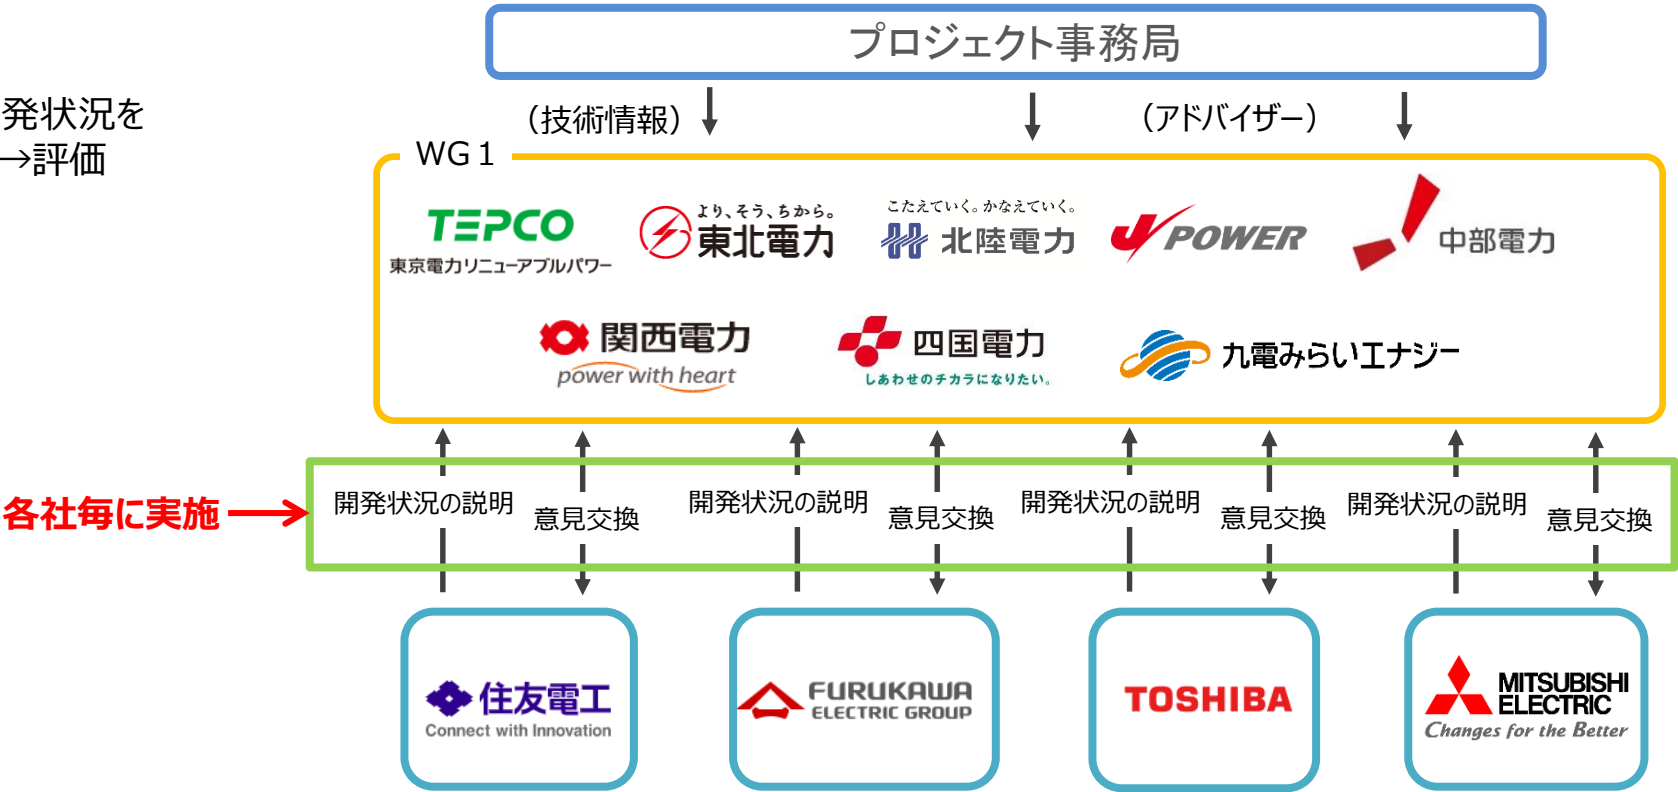 プロジェクト事務局
発状況を
→評価
（技術情報）
（アドバイザー）
WG１
TEPCO
東京電力リニューアブルパワー
より、そう、ちから。
東北電力
こたえていく。かなえていく。
北陸電力
J POWER
中部電力
関西電力
power with heart
四国電力
しあわせのチカラになりたい。
九電みらいエナジー
各社毎に実施
開発状況の説明
意見交換
開発状況の説明
意見交換
開発状況の説明
意見交換
開発状況の説明
意見交換
住友電工
Connect with Innovation
FURUKAWA
ELECTRIC GROUP
TOSHIBA
MITSUBISHI
ELECTRIC
Changes for the Better